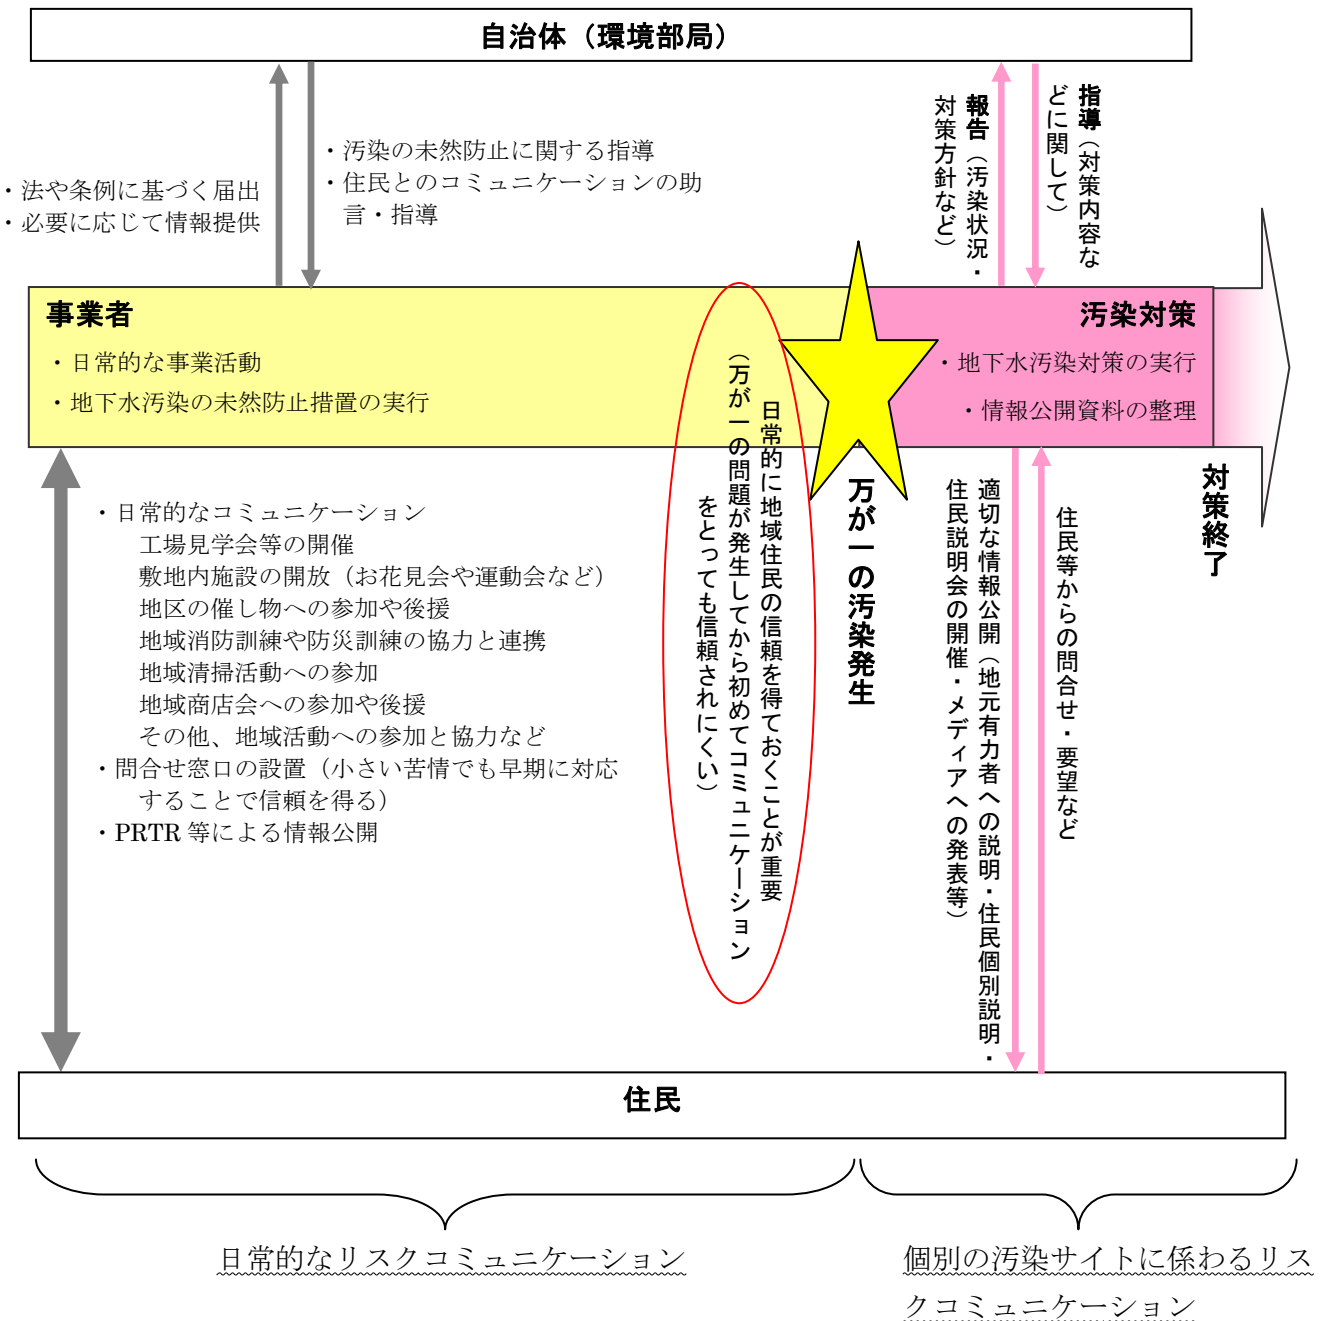 自治体（環境部局）
・法や条例に基づく届出
・必要に応じて情報提供
・汚染の未然防止に関する指導
・住民とのコミュニケーションの助
言・指導
報告（汚染状況・
対策方針など）
指導（対策内容な
どに関して）
事業者
・日常的な事業活動
・地下水汚染の未然防止措置の実行
汚染対策
・地下水汚染対策の実行
・情報公開資料の整理
・日常的なコミュニケーション
工場見学会等の開催
敷地内施設の開放（お花見会や運動会など）
地区の催し物への参加や後援
地域消防訓練や防災訓練の協力と連携
地域清掃活動への参加
地域商店会への参加や後援
その他、地域活動への参加と協力など
・問合せ窓口の設置（小さい苦情でも早期に対応
することで信頼を得る）
・PRTR 等による情報公開
日常的に地域住民の信頼を得ておくことが重要
（万が一の問題が発生してから初めてコミュニケーション
をとっても信頼されにくい）
万が一の汚染発生
適切な情報公開（地元有力者への説明・住民個別説明・
住民説明会の開催・メディアへの発表等）
住民等からの問合せ・要望など
対策終了
住民
日常的なリスクコミュニケーション
個別の汚染サイトに係わるリス
クコミュニケーション